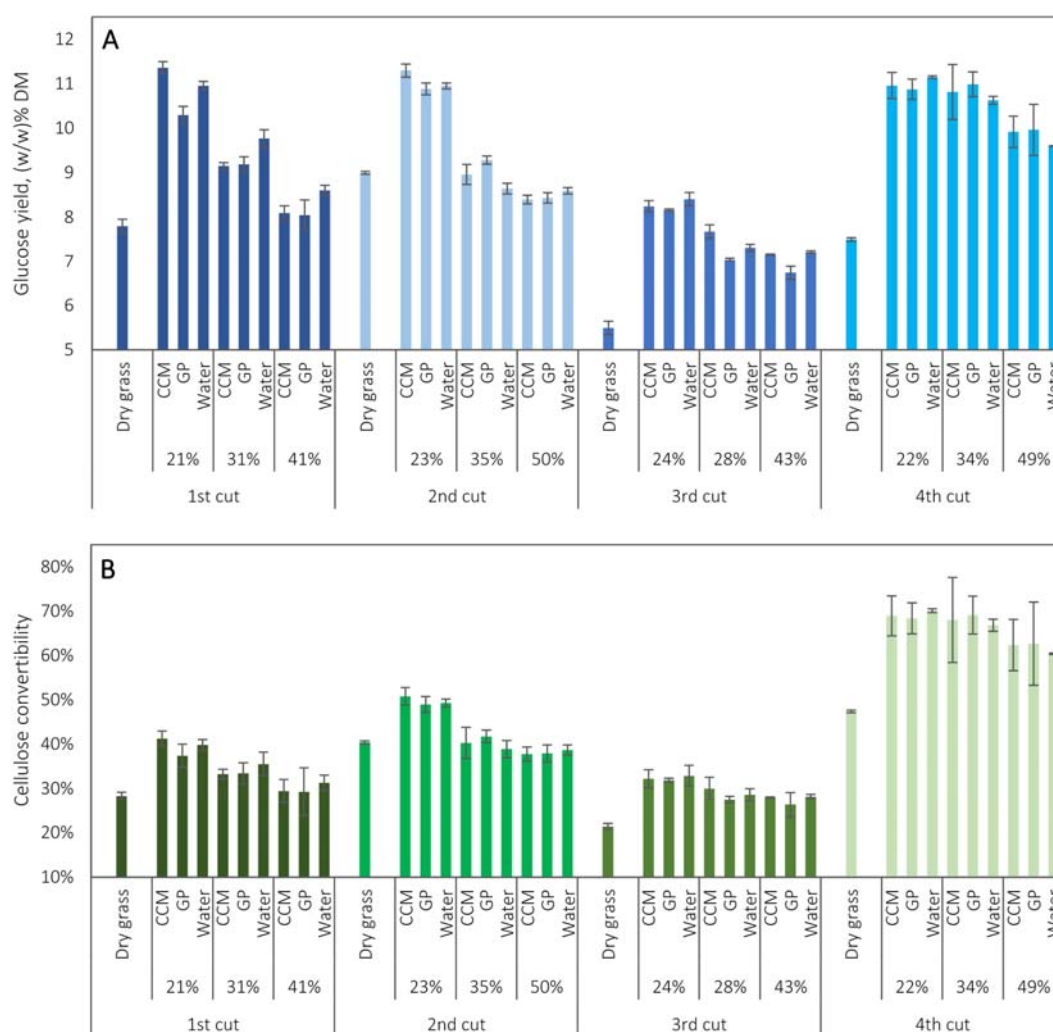 A
Glucose yield, (w/w)% DM
12
11
10
9
8
7
6
5
Dry grass CCM GP Water CCM GP Water CCM GP Water Dry grass CCM GP Water CCM GP Water CCM GP Water Dry grass CCM GP Water CCM GP Water CCM GP Water Dry grass CCM GP Water CCM GP Water CCM GP Water
21% 31% 41% 23% 35% 50% 24% 28% 43% 22% 34% 49%
1st cut 2nd cut 3rd cut 4th cut
B
Cellulose convertibility
80%
70%
60%
50%
40%
30%
20%
10%
Dry grass CCM GP Water CCM GP Water CCM GP Water Dry grass CCM GP Water CCM GP Water CCM GP Water Dry grass CCM GP Water CCM GP Water CCM GP Water Dry grass CCM GP Water CCM GP Water CCM GP Water
21% 31% 41% 23% 35% 50% 24% 28% 43% 22% 34% 49%
1st cut 2nd cut 3rd cut 4th cut